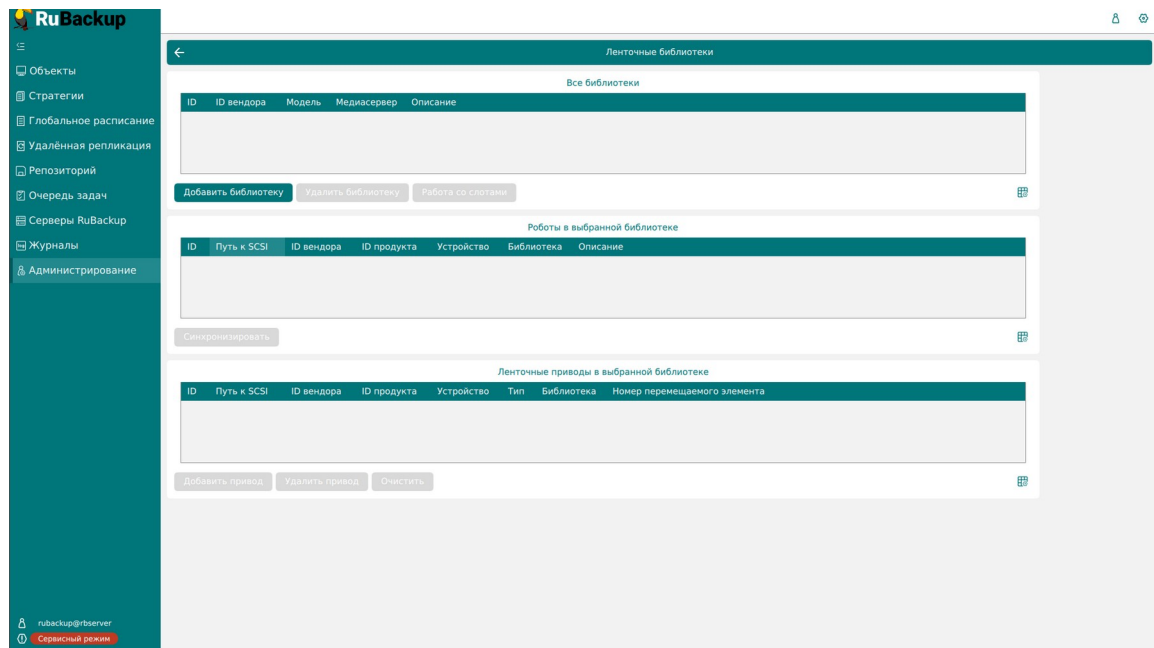 RuBackup
Объекты
Стратегии
Глобальное расписание
Удалённая репликация
Репозиторий
Очередь задач
Серверы RuBackup
Журналы
Администрирование
rubackup@rbserver
Сервисный режим
Ленточные библиотеки
Все библиотеки
ID ID вендора Модель Медиасервер Описание
Добавить библиотеку Удалить библиотеку Работа со слотами
Роботы в выбранной библиотеке
ID Путь к SCSI ID вендора ID продукта Устройство Библиотека Описание
Синхронизировать
Ленточные приводы в выбранной библиотеке
ID Путь к SCSI ID вендора ID продукта Устройство Тип Библиотека Номер перемещаемого элемента
Добавить привод Удалить привод Очистить